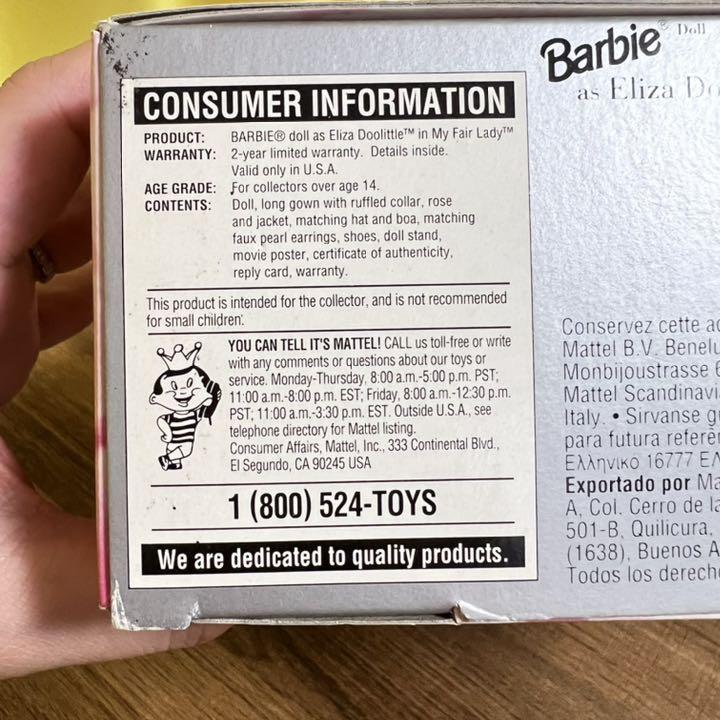 Barbie® Doll
as Eliza Do
CONSUMER INFORMATION
PRODUCT: BARBIE® doll as Eliza Doolittle™ in My Fair Lady™
WARRANTY: 2-year limited warranty. Details inside.
Valid only in U.S.A.
AGE GRADE: For collectors over age 14.
CONTENTS: Doll, long gown with ruffled collar, rose
and jacket, matching hat and boa, matching
faux pearl earrings, shoes, doll stand,
movie poster, certificate of authenticity,
reply card, warranty.
This product is intended for the collector, and is not recommended
for small children.
YOU CAN TELL IT'S MATTEL! CALL us toll-free or write
with any comments or questions about our toys or
service. Monday-Thursday, 8:00 a.m.-5:00 p.m. PST;
11:00 a.m.-8:00 p.m. EST; Friday, 8:00 a.m.-12:30 p.m.
PST; 11:00 a.m.-3:30 p.m. EST. Outside U.S.A., see
telephone directory for Mattel listing.
Consumer Affairs, Mattel, Inc., 333 Continental Blvd.,
El Segundo, CA 90245 USA
1 (800) 524-TOYS
We are dedicated to quality products.
Conservez cette ad
Mattel B.V. Benelu
Monbijoustrasse 6
Mattel Scandinavi
Italy. • Sirvanse g
para futura referen
Ελληνικό 16777 ΕΛ
Exportado por Ma
A, Col. Cerro de la
501-B, Quilicura,
(1638), Buenos A
Todos los derech